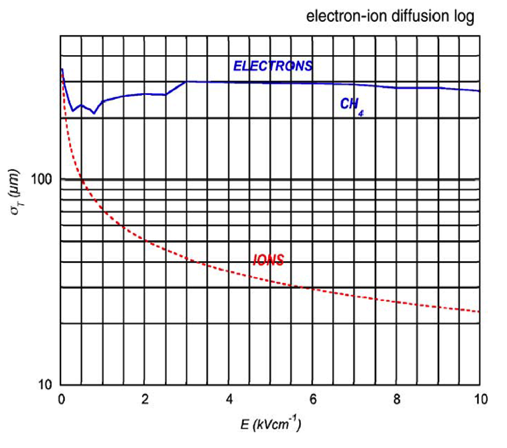 electron-ion diffusion log
ELECTRONS
CH4
100
σT (μm)
IONS
10
0 2 4 6 8 10
E (kVcm-1)